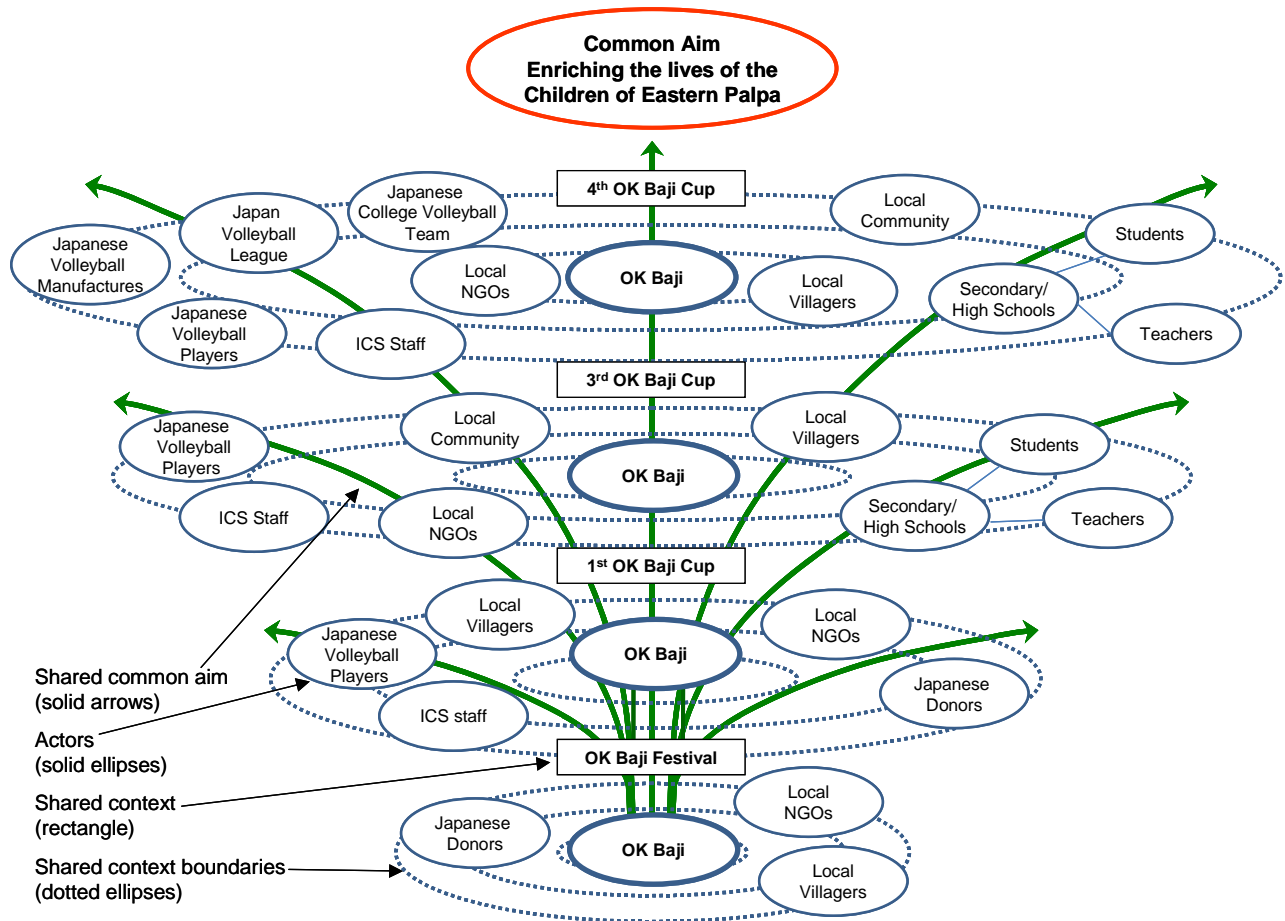 Common Aim
Enriching the lives of the
Children of Eastern Palpa
4th OK Baji Cup
Japanese
College Volleyball
Team
Local
Community
Japan
Volleyball
League
Students
Japanese
Volleyball
Manufactures
Local
NGOs
OK Baji
Local
Villagers
Secondary/
High Schools
Japanese
Volleyball
Players
ICS Staff
Teachers
3rd OK Baji Cup
Japanese
Volleyball
Players
Local
Community
Local
Villagers
Students
OK Baji
ICS Staff
Local
NGOs
Secondary/
High Schools
Teachers
1st OK Baji Cup
Local
Villagers
Local
NGOs
Japanese
Volleyball
Players
OK Baji
Japanese
Donors
ICS staff
Shared common aim
(solid arrows)
Actors
(solid ellipses)
OK Baji Festival
Shared context
(rectangle)
Local
NGOs
Japanese
Donors
OK Baji
Shared context boundaries
(dotted ellipses)
Local
Villagers